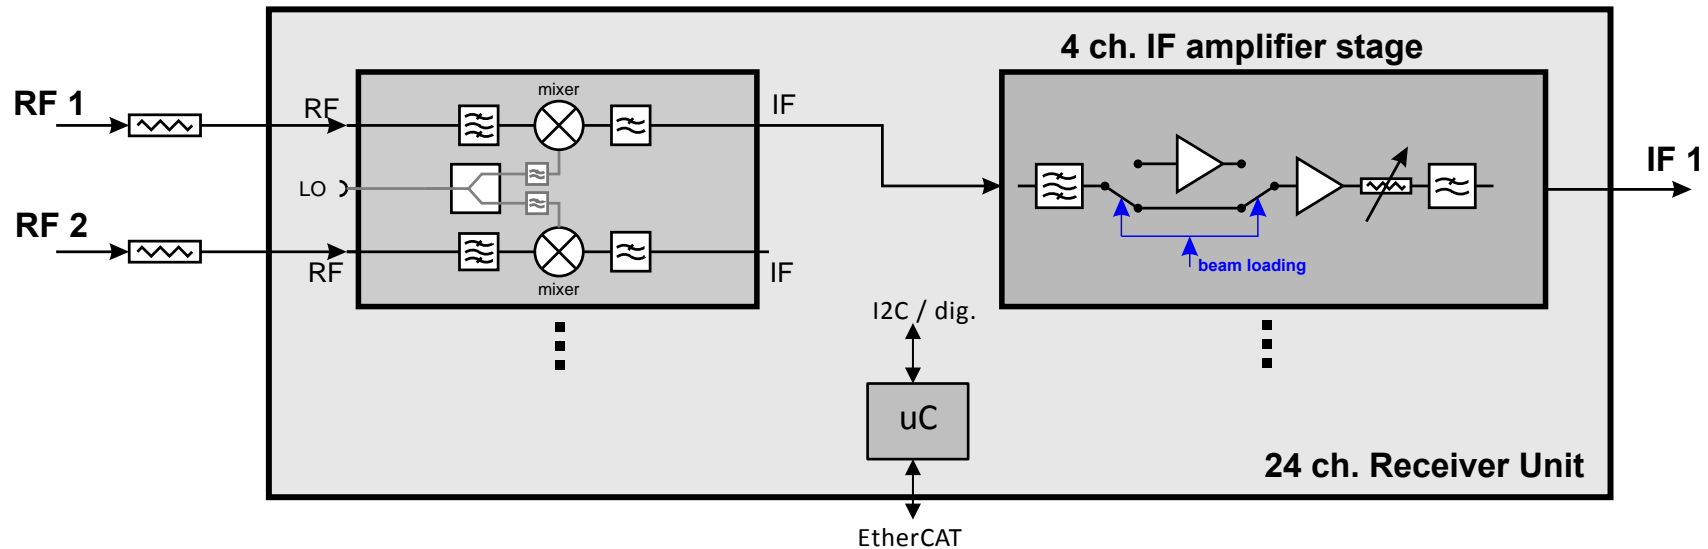 4 ch. IF amplifier stage
mixer
RF 1
RF
IF
IF 1
LO
RF 2
RF
IF
mixer
beam loading
I2C / dig.
uC
24 ch. Receiver Unit
EtherCAT